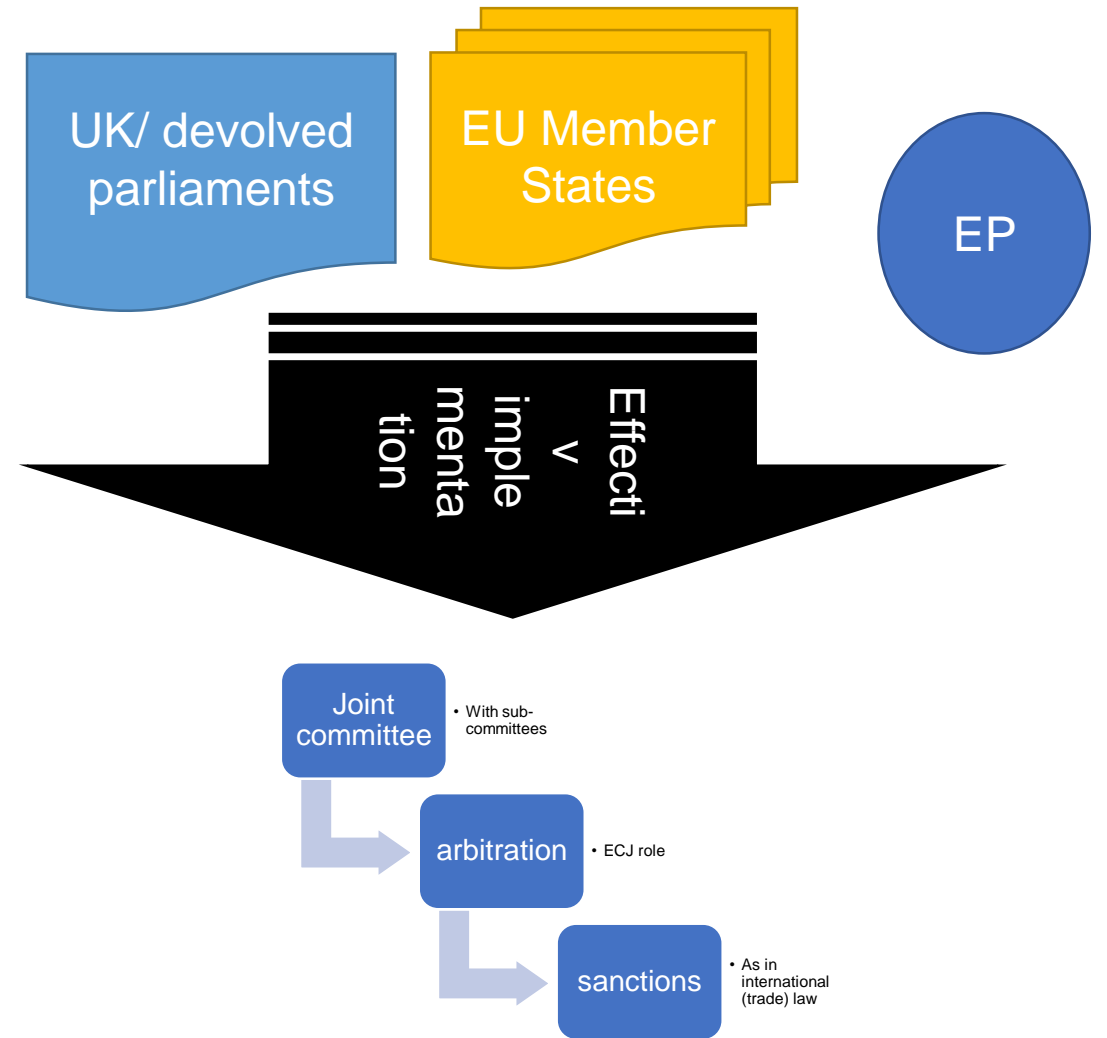 UK/ devolved
parliaments
EU Member
States
EP
Effecti
v
imple
menta
tion
Joint
committee
• With sub-
committees
arbitration
• ECJ role
sanctions
• As in
international
(trade) law